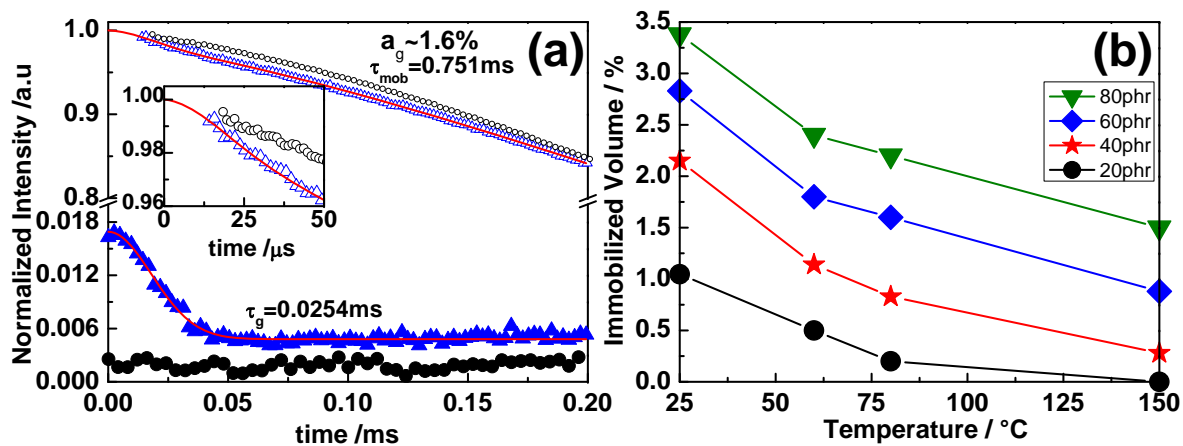 (a)
a_g~1.6%
τ_mob=0.751ms
1.0
0.9
0.8
0.018
0.012
0.006
0.000
Normalized Intensity /a.u
1.00
0.98
0.96
0
25
50
time /μs
τ_g=0.0254ms
0.00
0.05
0.10
0.15
0.20
time /ms
(b)
3.5
3.0
2.5
2.0
1.5
1.0
0.5
0.0
Immobilized Volume / %
80phr
60phr
40phr
20phr
25
50
75
100
125
150
Temperature / °C